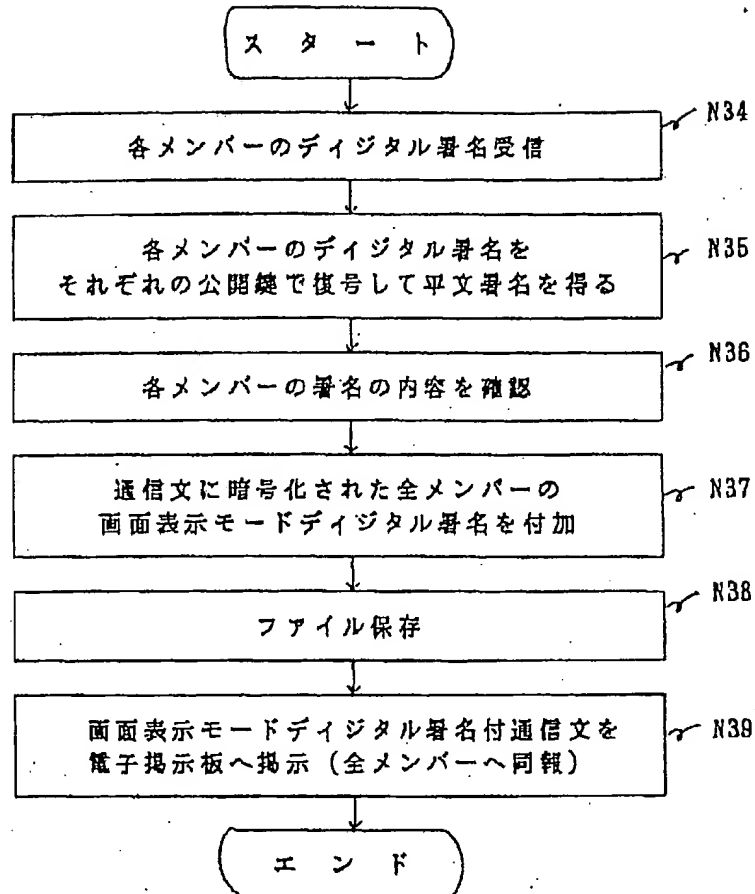 スタート
N34
各メンバーのディジタル署名受信
各メンバーのディジタル署名を
それぞれの公開鍵で復号して平文署名を得る
N35
各メンバーの署名の内容を確認
N36
通信文に暗号化された全メンバーの
画面表示モードディジタル署名を付加
N37
ファイル保存
N38
画面表示モードディジタル署名付通信文を
電子掲示板へ掲示（全メンバーへ同報）
N39
エンド